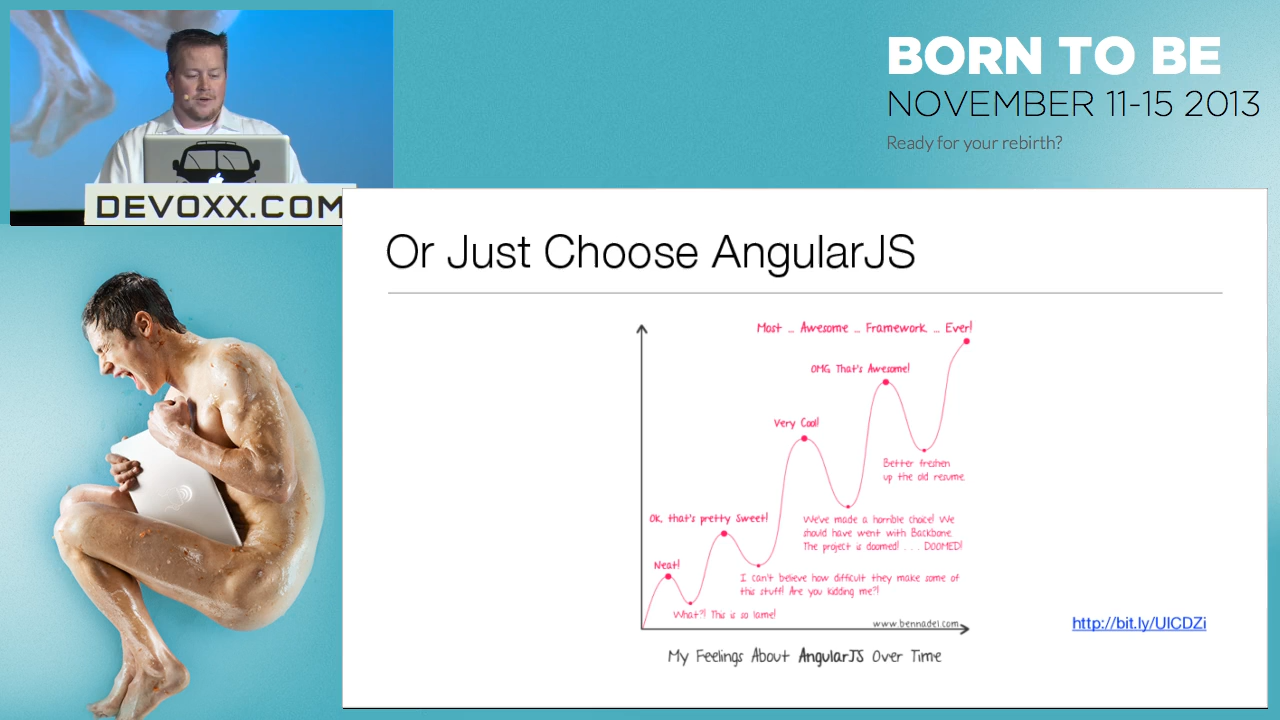 BORN TO BE
NOVEMBER 11-15 2013
Ready for your rebirth?
DEVOXX.COM
Or Just Choose AngularJS
Most ... Awesome ... Framework ... Ever!
OMG That's Awesome!
Very Cool!
Better freshen
up the old resume
Ok, that's pretty Sweet!
We've made a horrible choice! We
should have went with Backbone.
The project is doomed! . . . DOOMED!
Neat!
I can't believe how difficult they make some of
this stuff! Are you kidding me?!
What?! This is so lame!
www.bennadel.com
http://bit.ly/UICDZi
My Feelings About AngularJS Over Time